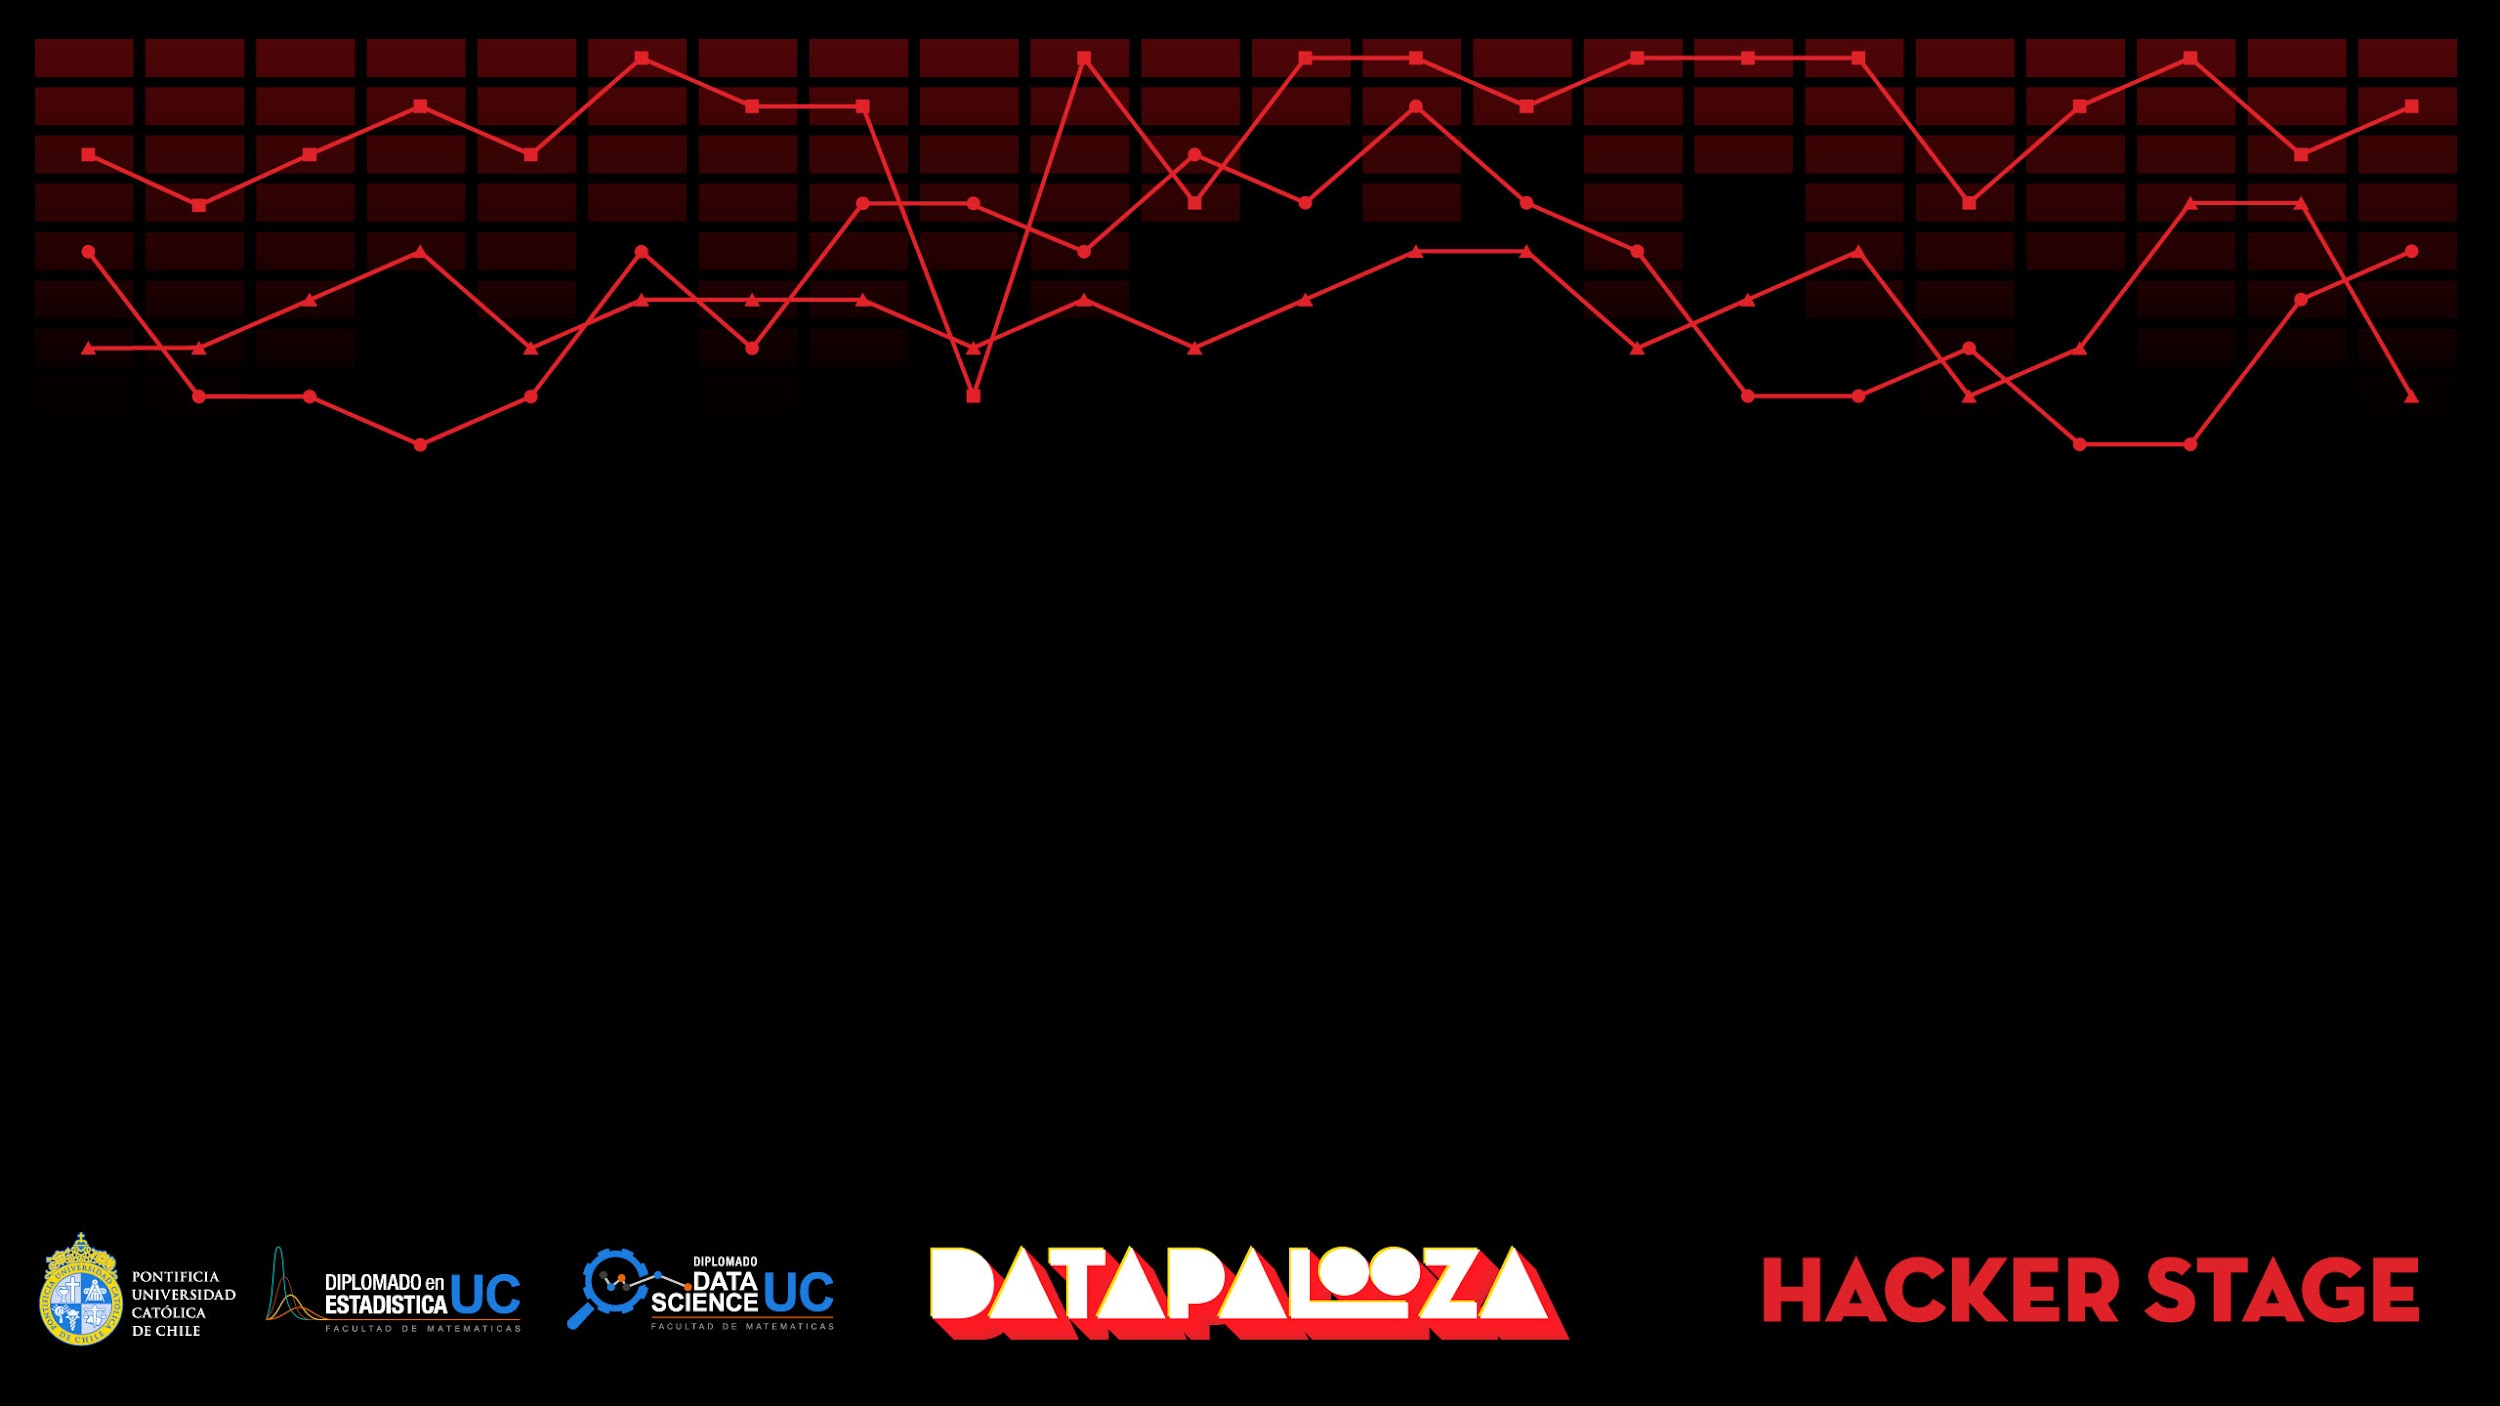 PONTIFICIA
UNIVERSIDAD
CATÓLICA
DE CHILE
DIPLOMADO en
ESTADISTICA UC
FACULTAD DE MATEMATICAS
DIPLOMADO
DATA
SCIENCE UC
FACULTAD DE MATEMATICAS
DATAPALOOZA
HACKER STAGE